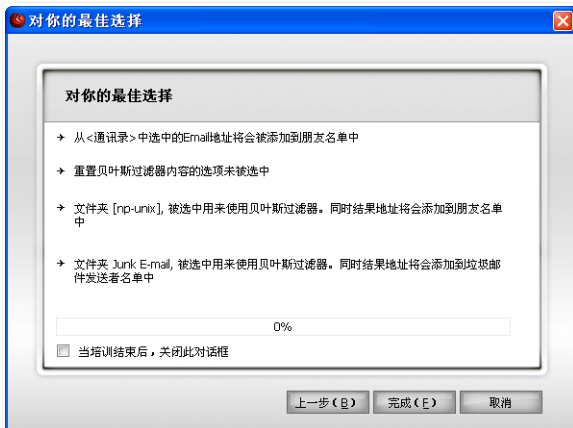 对你的最佳选择
对你的最佳选择
从<通讯录>中选中的Email地址将会被添加到朋友名单中
重置贝叶斯过滤器内容的选项未被选中
文件夹 [np-unix], 被选中用来使用贝叶斯过滤器。同时结果地址将会添加到朋友名单
中
文件夹 Junk E-mail, 被选中用来使用贝叶斯过滤器。同时结果地址将会添加到垃圾邮
件发送者名单中
0%
当培训结束后，关闭此对话框
上一步(B) 完成(F) 取消